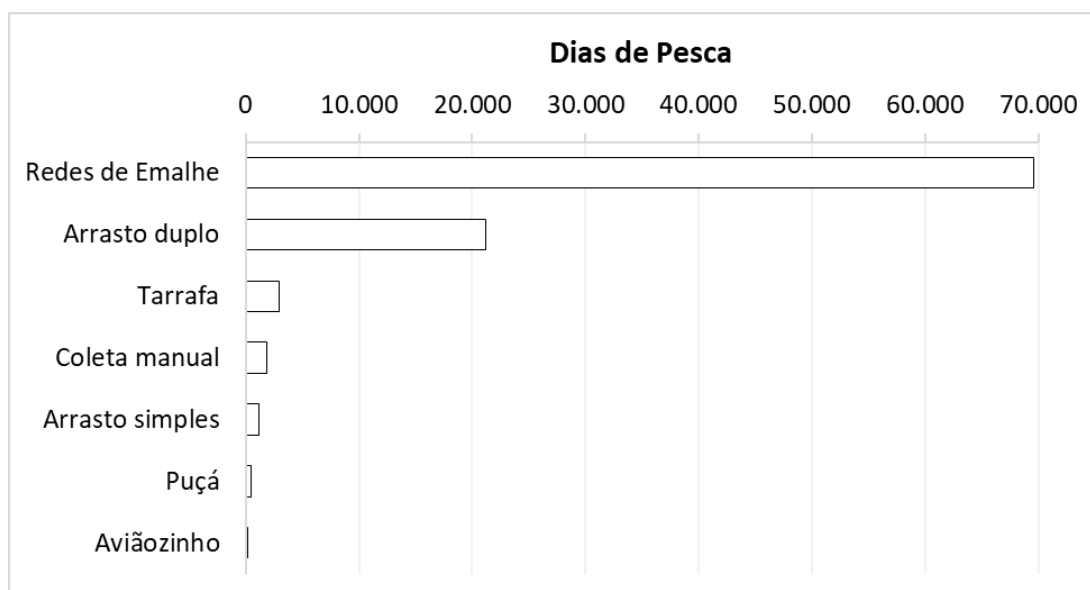 Dias de Pesca
0 10.000 20.000 30.000 40.000 50.000 60.000 70.000
Redes de Emalhe
Arrasto duplo
Tarrafa
Coleta manual
Arrasto simples
Puçá
Aviãozinho